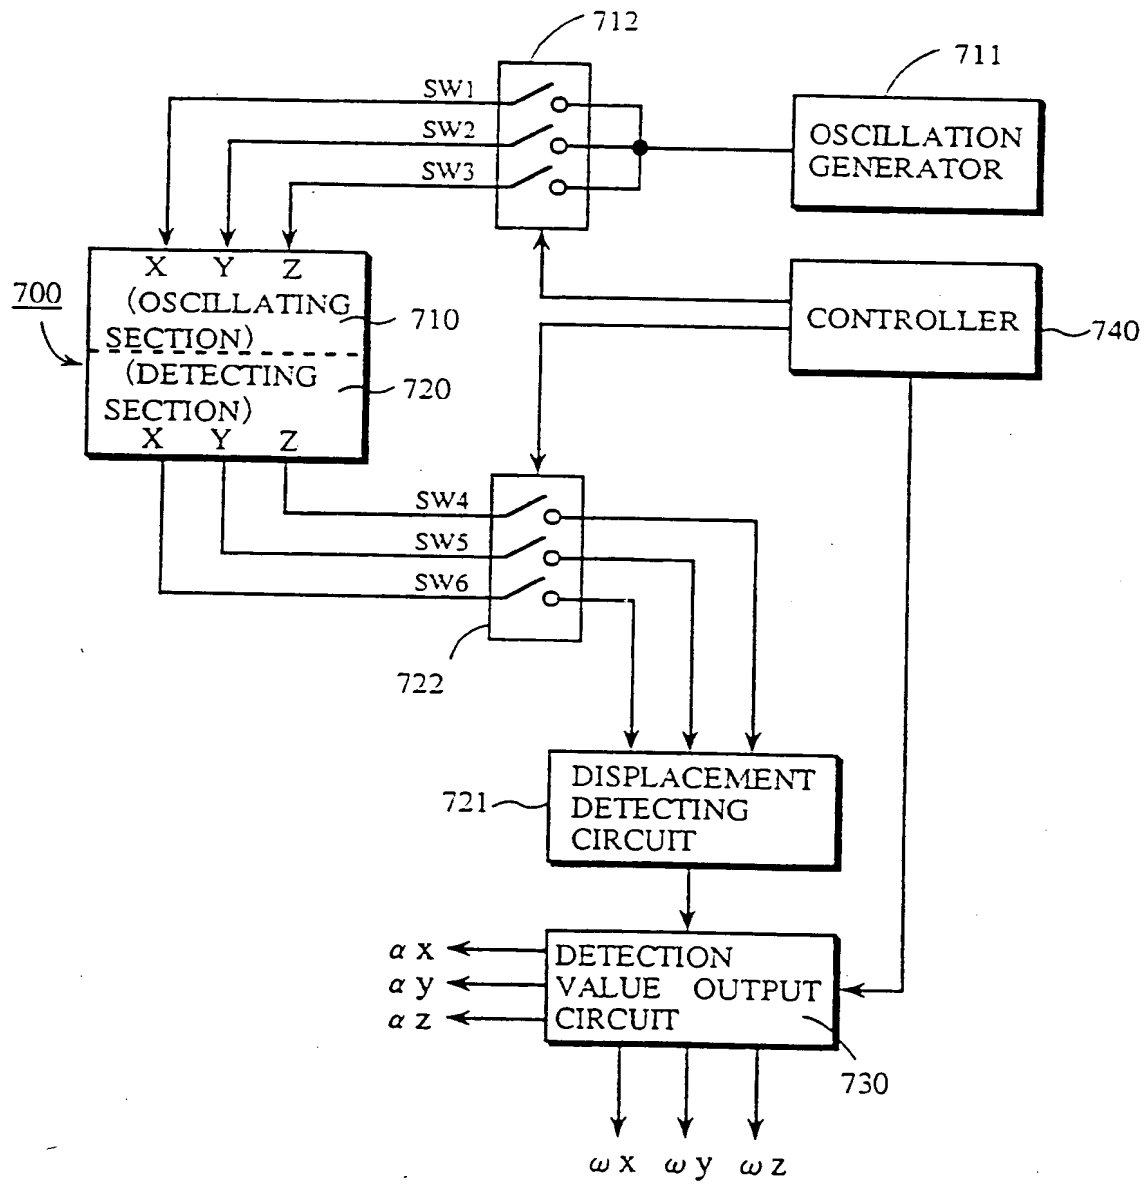 712
711
SW1
SW2
SW3
OSCILLATION
GENERATOR
X Y Z
(OSCILLATING
SECTION)
700
710
CONTROLLER
740
(DETECTING
SECTION)
720
X Y Z
SW4
SW5
SW6
722
DISPLACEMENT
DETECTING
CIRCUIT
721
αx
αy
αz
DETECTION
VALUE OUTPUT
CIRCUIT
730
ωx ωy ωz